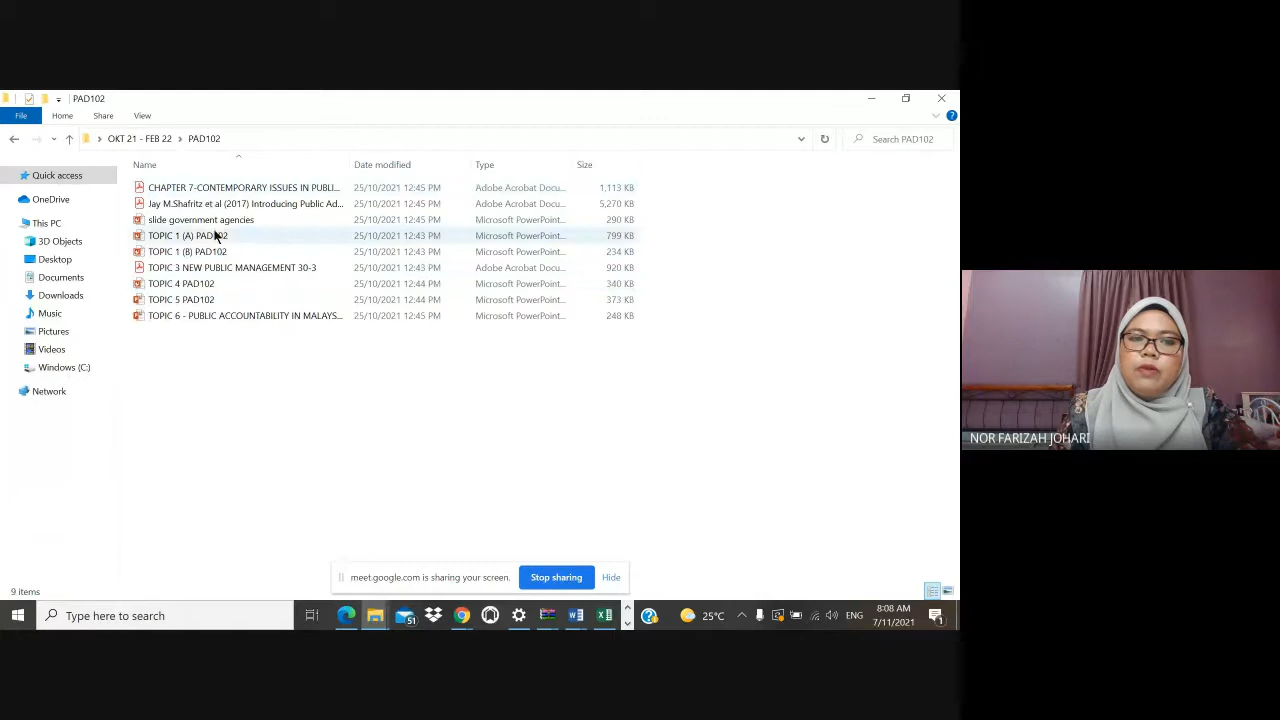 PAD102
File Home Share View
OKT 21 - FEB 22 > PAD102
Search PAD102
Name Date modified Type Size
Quick access
OneDrive
This PC
3D Objects
Desktop
Documents
Downloads
Music
Pictures
Videos
Windows (C:)
Network
CHAPTER 7-CONTEMPORARY ISSUES IN PUBLI... 25/10/2021 12:45 PM Adobe Acrobat Docu... 1,113 KB
Jay M.Shafritz et al (2017) Introducing Public Ad... 25/10/2021 12:45 PM Adobe Acrobat Docu... 5,270 KB
slide government agencies 25/10/2021 12:45 PM Microsoft PowerPoint... 290 KB
TOPIC 1 (A) PAD102 25/10/2021 12:43 PM Microsoft PowerPoint... 799 KB
TOPIC 1 (B) PAD102 25/10/2021 12:43 PM Microsoft PowerPoint... 234 KB
TOPIC 3 NEW PUBLIC MANAGEMENT 30-3 25/10/2021 12:43 PM Adobe Acrobat Docu... 920 KB
TOPIC 4 PAD102 25/10/2021 12:44 PM Microsoft PowerPoint... 340 KB
TOPIC 5 PAD102 25/10/2021 12:44 PM Microsoft PowerPoint... 373 KB
TOPIC 6 - PUBLIC ACCOUNTABILITY IN MALAYS... 25/10/2021 12:45 PM Microsoft PowerPoint... 248 KB
NOR FARIZAH JOHARI
meet.google.com is sharing your screen. Stop sharing Hide
9 items
Type here to search
51
25°C
ENG
8:08 AM
7/11/2021
1